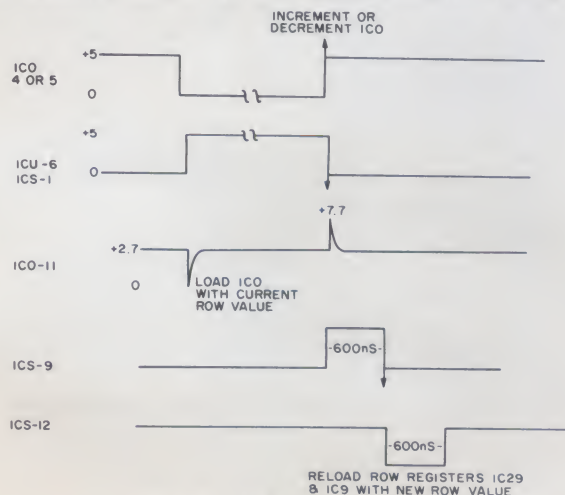 INCREMENT OR
DECREMENT ICO
ICO
4 OR 5
+5
0
ICU-6
ICS-1
+5
0
+7.7
ICO-11
+2.7
0
LOAD ICO
WITH CURRENT
ROW VALUE
ICS-9
-600nS-
ICS-12
-600nS-
RELOAD ROW REGISTERS IC29
& IC9 WITH NEW ROW VALUE